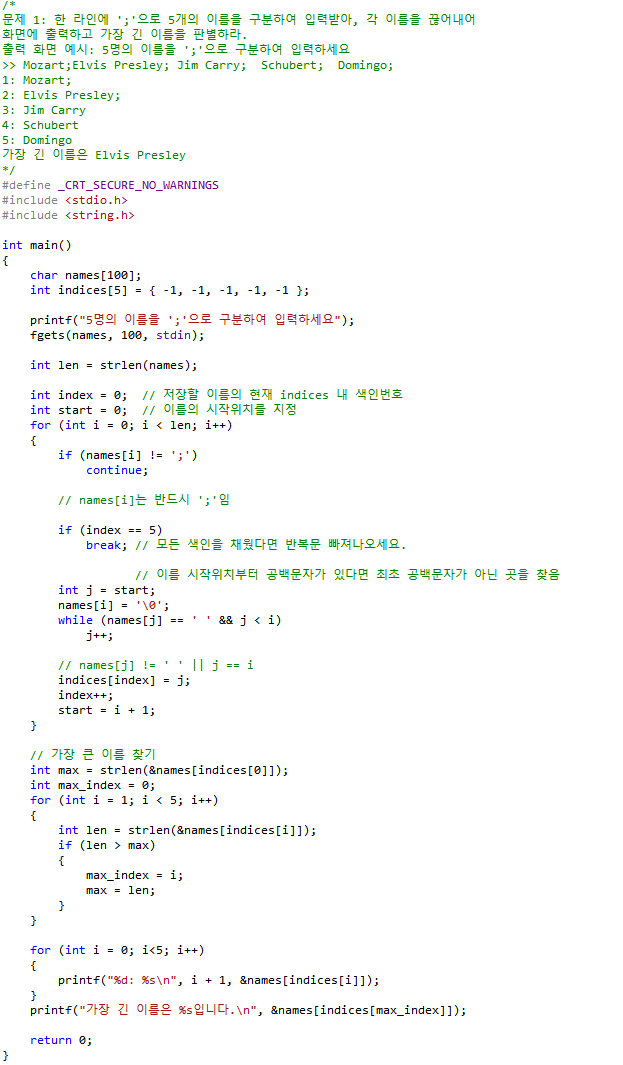 /*
문제 1: 한 라인에 ';'으로 5개의 이름을 구분하여 입력받아, 각 이름을 끊어내어
화면에 출력하고 가장 긴 이름을 판별하라.
출력 화면 예시: 5명의 이름을 ';'으로 구분하여 입력하세요
>> Mozart;Elvis Presley; Jim Carry;  Schubert;  Domingo;
1: Mozart;
2: Elvis Presley;
3: Jim Carry
4: Schubert
5: Domingo
가장 긴 이름은 Elvis Presley
*/
#define _CRT_SECURE_NO_WARNINGS
#include <stdio.h>
#include <string.h>
int main()
{
    char names[100];
    int indices[5] = { -1, -1, -1, -1, -1 };
    printf("5명의 이름을 ';'으로 구분하여 입력하세요");
    fgets(names, 100, stdin);
    int len = strlen(names);
    int index = 0;  // 저장할 이름의 현재 indices 내 색인번호
    int start = 0;  // 이름의 시작위치를 지정
    for (int i = 0; i < len; i++)
    {
        if (names[i] != ';')
            continue;
        // names[i]는 반드시 ';'임
        if (index == 5)
            break; // 모든 색인을 채웠다면 반복문 빠져나오세요.
                   // 이름 시작위치부터 공백문자가 있다면 최초 공백문자가 아닌 곳을 찾음
        int j = start;
        names[i] = '\0';
        while (names[j] == ' ' && j < i)
            j++;
        // names[j] != ' ' || j == i
        indices[index] = j;
        index++;
        start = i + 1;
    }
    // 가장 큰 이름 찾기
    int max = strlen(&names[indices[0]]);
    int max_index = 0;
    for (int i = 1; i < 5; i++)
    {
        int len = strlen(&names[indices[i]]);
        if (len > max)
        {
            max_index = i;
            max = len;
        }
    }
    for (int i = 0; i<5; i++)
    {
        printf("%d: %s\n", i + 1, &names[indices[i]]);
    }
    printf("가장 긴 이름은 %s입니다.\n", &names[indices[max_index]]);
    return 0;
}